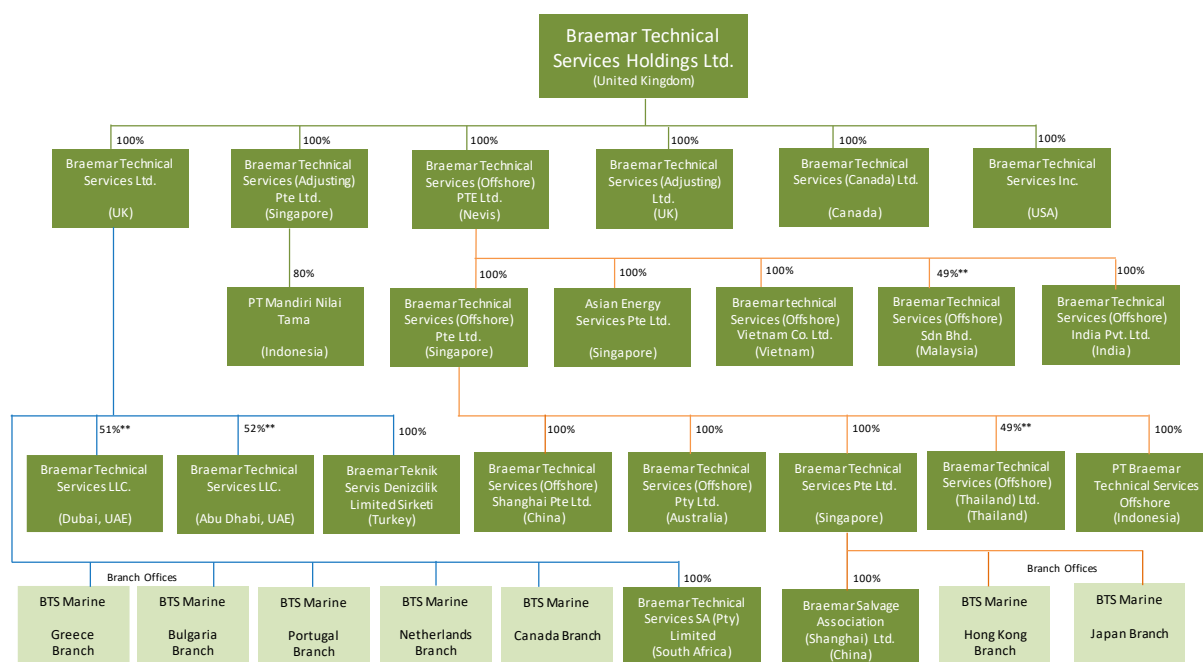 Braemar Technical
Services Holdings Ltd.
(United Kingdom)
100%
100%
100%
100%
100%
100%
Braemar Technical
Services Ltd.
(UK)
Braemar Technical
Services (Adjusting)
Pte Ltd.
(Singapore)
Braemar Technical
Services (Offshore)
PTE Ltd.
(Nevis)
Braemar Technical
Services (Adjusting)
Ltd.
(UK)
Braemar Technical
Services (Canada) Ltd.
(Canada)
Braemar Technical
Services Inc.
(USA)
80%
100%
100%
100%
49%**
100%
PT Mandiri Nilai
Tama
(Indonesia)
Braemar Technical
Services (Offshore)
Pte Ltd.
(Singapore)
Asian Energy
Services Pte Ltd.
(Singapore)
Braemar technical
Services (Offshore)
Vietnam Co. Ltd.
(Vietnam)
Braemar Technical
Services (Offshore)
Sdn Bhd.
(Malaysia)
Braemar Technical
Services (Offshore)
India Pvt. Ltd.
(India)
51%**
52%**
100%
100%
100%
100%
49%**
100%
Braemar Technical
Services LLC.
(Dubai, UAE)
Braemar Technical
Services LLC.
(Abu Dhabi, UAE)
Braemar Teknik
Servis Denizcilik
Limited Sirketi
(Turkey)
Braemar Technical
Services (Offshore)
Shanghai Pte Ltd.
(China)
Braemar Technical
Services (Offshore)
Pty Ltd.
(Australia)
Braemar Technical
Services Pte Ltd.
(Singapore)
Braemar Technical
Services (Offshore)
(Thailand) Ltd.
(Thailand)
PT Braemar
Technical Services
Offshore
(Indonesia)
Branch Offices
100%
100%
Branch Offices
BTS Marine
Greece
Branch
BTS Marine
Bulgaria
Branch
BTS Marine
Portugal
Branch
BTS Marine
Netherlands
Branch
BTS Marine
Canada Branch
Braemar Technical
Services SA (Pty)
Limited
(South Africa)
Braemar Salvage
Association
(Shanghai) Ltd.
(China)
BTS Marine
Hong Kong
Branch
BTS Marine
Japan Branch